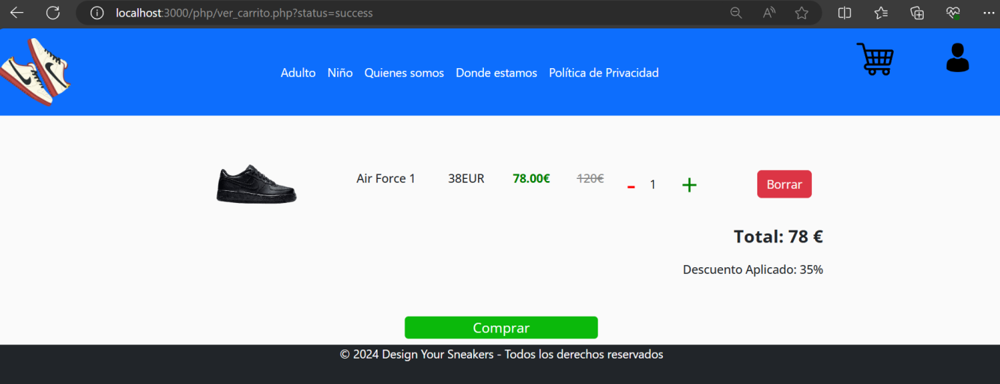 localhost:3000/php/ver_carrito.php?status=success
Adulto Niño Quienes somos Donde estamos Política de Privacidad
Air Force 1 38EUR 78.00€ 120€ - 1 + Borrar
Total: 78 €
Descuento Aplicado: 35%
Comprar
© 2024 Design Your Sneakers - Todos los derechos reservados